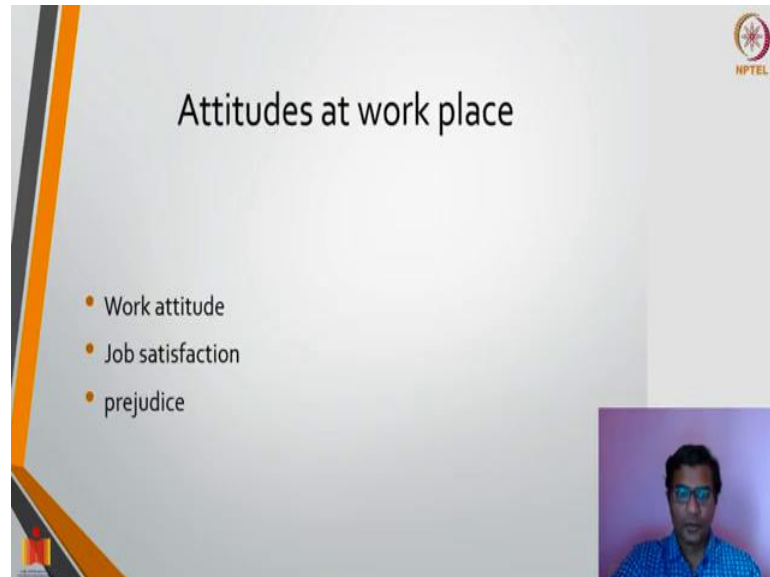 NPTEL
Attitudes at work place
Work attitude
Job satisfaction
prejudice